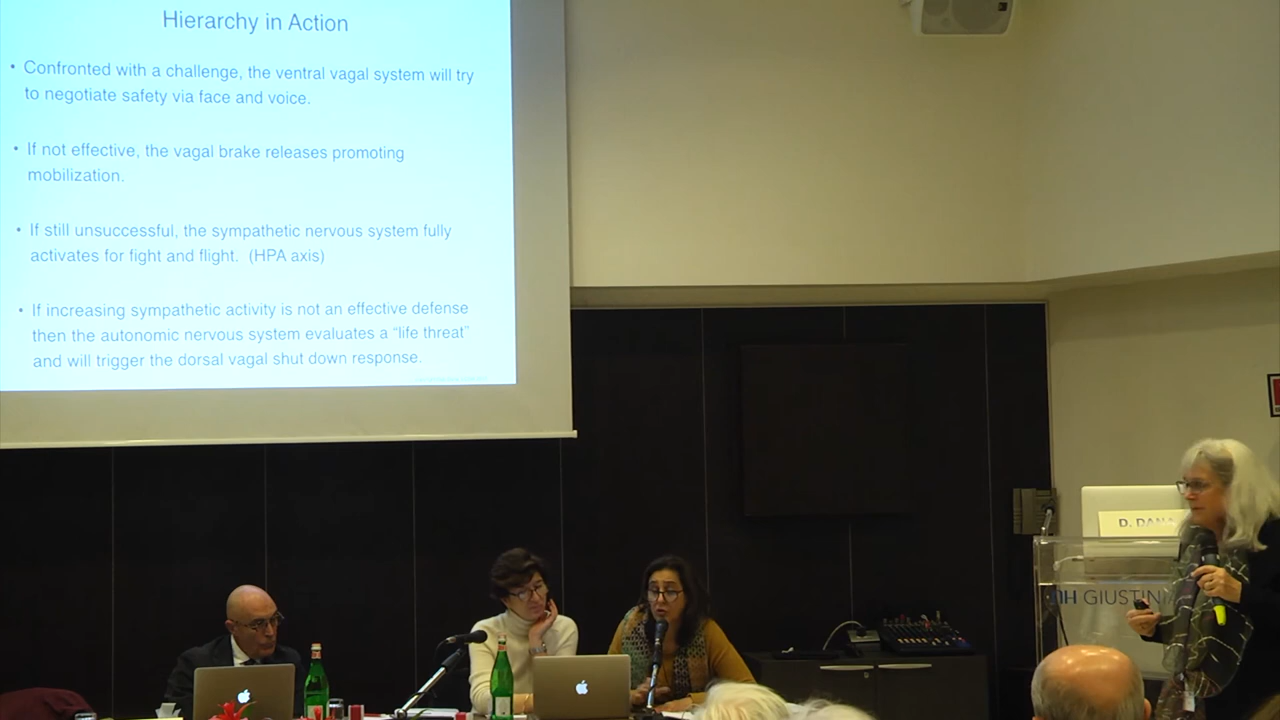 Hierarchy in Action
• Confronted with a challenge, the ventral vagal system will try
to negotiate safety via face and voice.
• If not effective, the vagal brake releases promoting
mobilization.
• If still unsuccessful, the sympathetic nervous system fully
activates for fight and flight. (HPA axis)
• If increasing sympathetic activity is not an effective defense
then the autonomic nervous system evaluates a “life threat”
and will trigger the dorsal vagal shut down response.
D. DANA
NH GIUSTINI